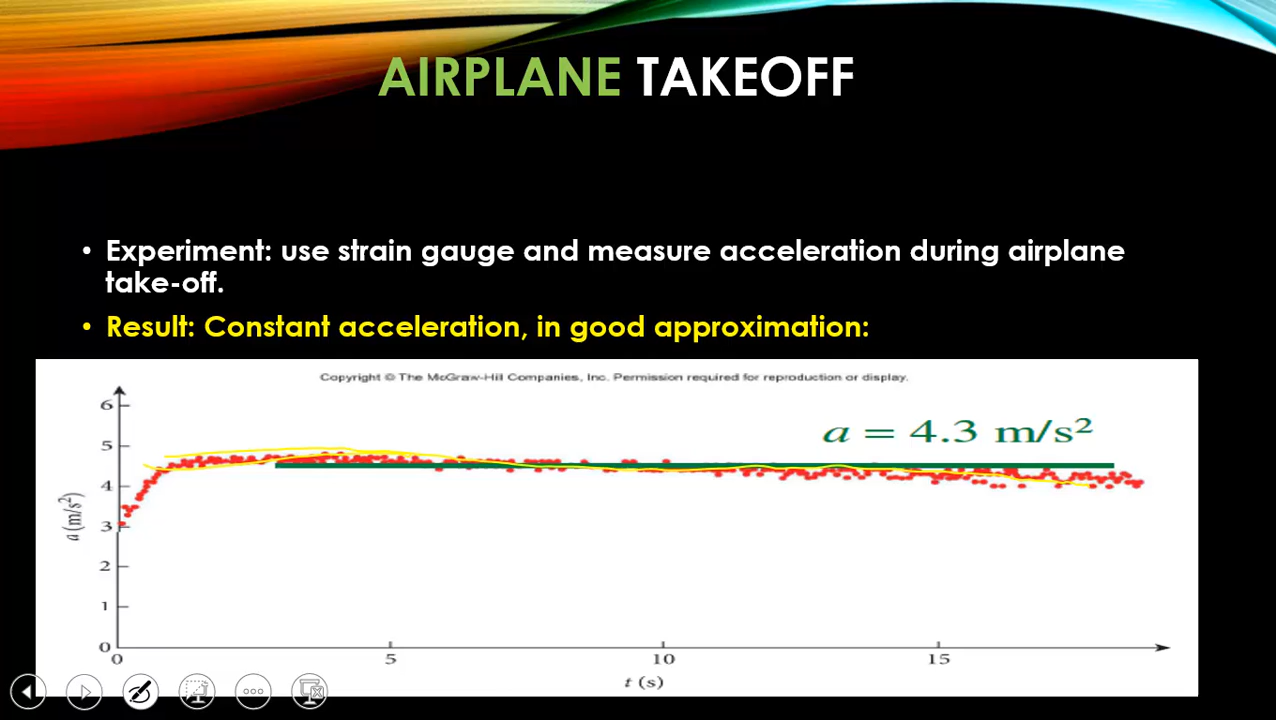 AIRPLANE TAKEOFF
• Experiment: use strain gauge and measure acceleration during airplane
take-off.
• Result: Constant acceleration, in good approximation:
Copyright © The McGraw-Hill Companies, Inc. Permission required for reproduction or display.
a = 4.3 m/s²
6
5
4
3
2
1
0
a (m/s²)
0 5 10 15
t (s)